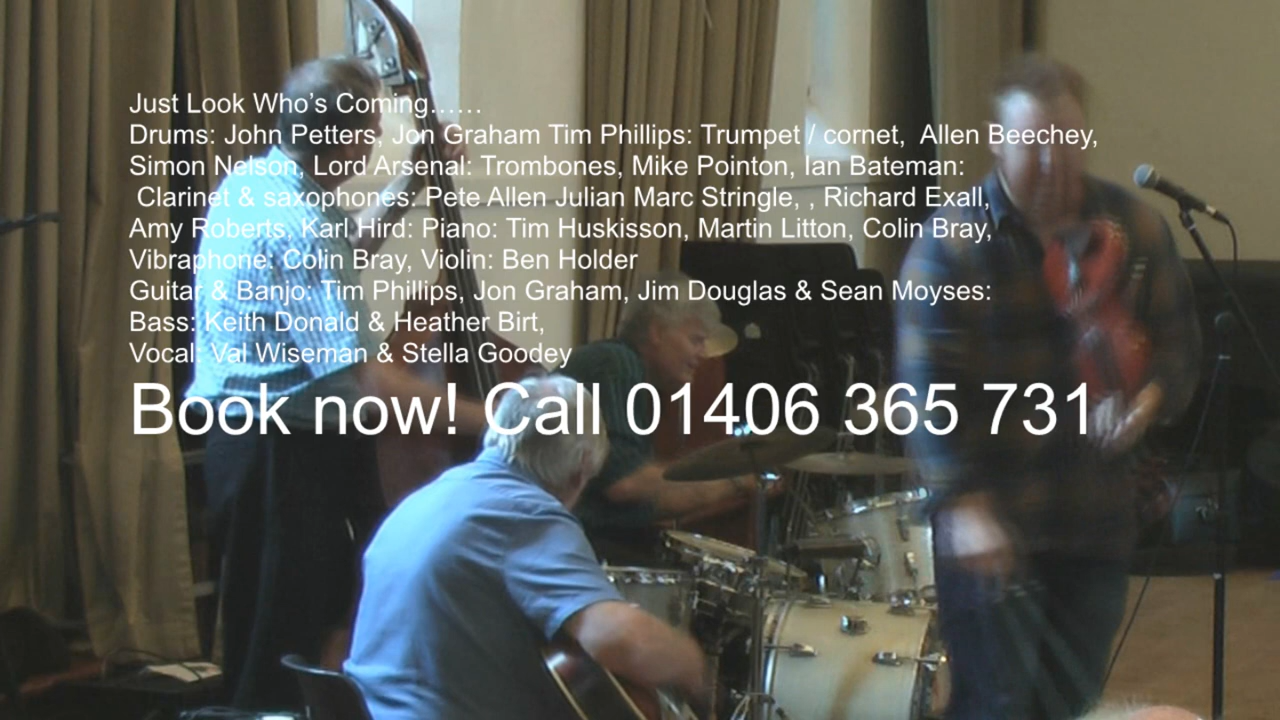 Just Look Who’s Coming……
Drums: John Petters, Jon Graham Tim Phillips: Trumpet / cornet,  Allen Beechey,
Simon Nelson, Lord Arsenal: Trombones, Mike Pointon, Ian Bateman:
Clarinet & saxophones: Pete Allen Julian Marc Stringle, , Richard Exall,
Amy Roberts, Karl Hird: Piano: Tim Huskisson, Martin Litton, Colin Bray,
Vibraphone: Colin Bray, Violin: Ben Holder
Guitar & Banjo: Tim Phillips, Jon Graham, Jim Douglas & Sean Moyses:
Bass: Keith Donald & Heather Birt,
Vocal: Val Wiseman & Stella Goodey
Book now! Call 01406 365 731